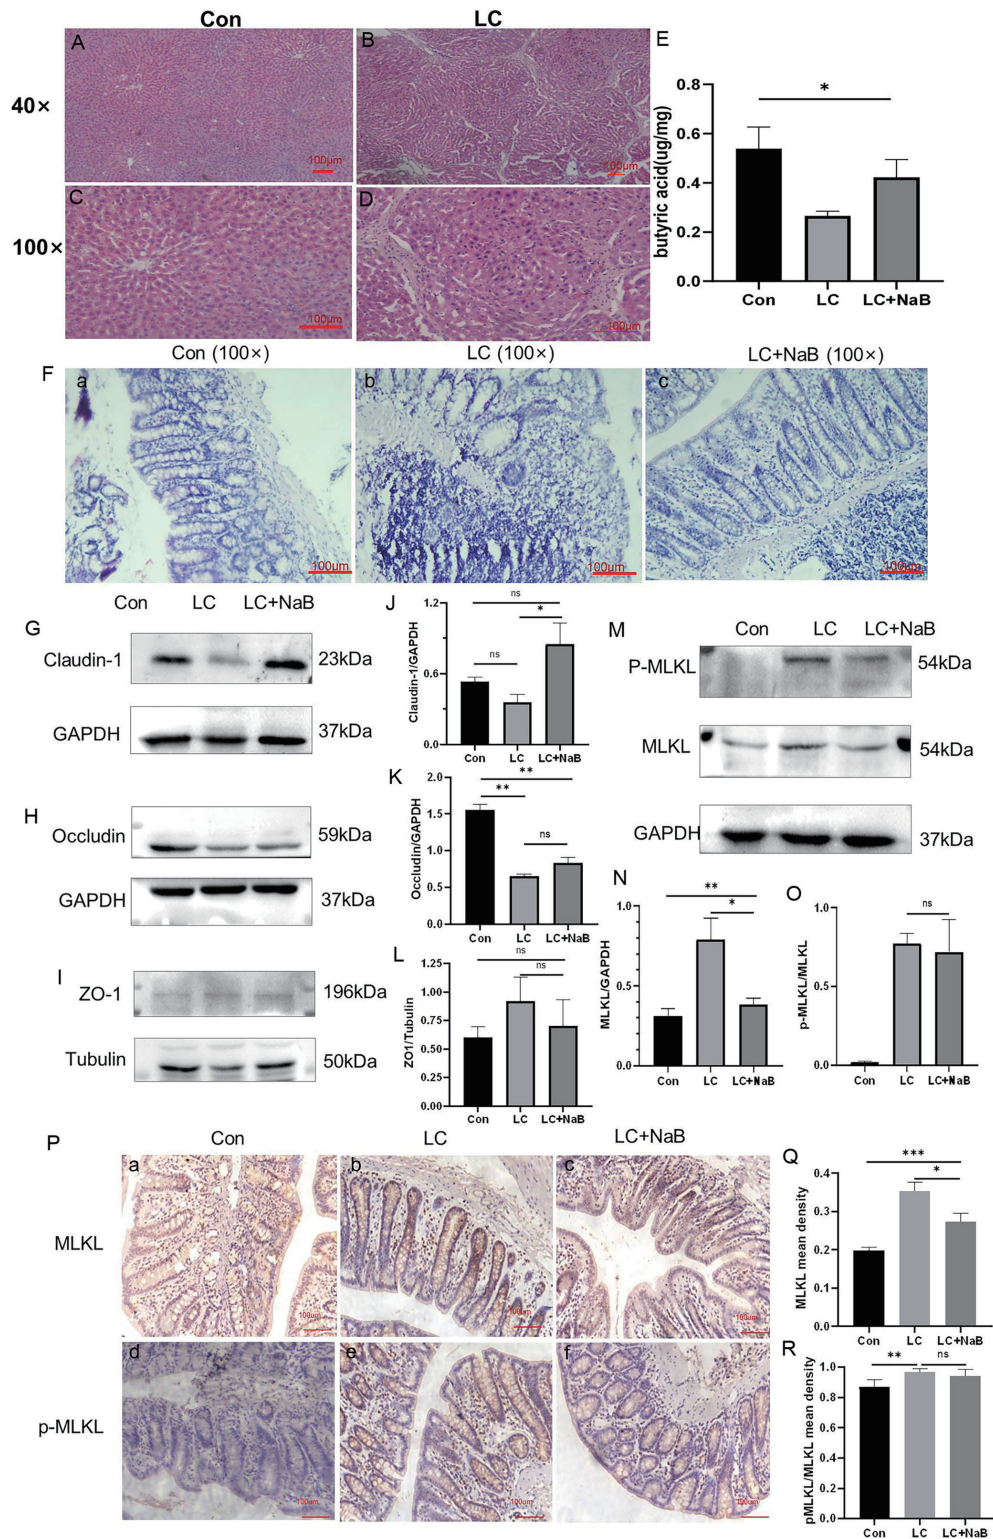 Con
LC
A
B
40×
100µm
100µm
C
D
100×
100µm
100µm
E
*
butyric acid(ug/mg)
0.8
0.6
0.4
0.2
0.0
Con
LC
LC+NaB
F
Con (100×)
LC (100×)
LC+NaB (100×)
a
b
c
100µm
100µm
100µm
Con
LC
LC+NaB
G
Claudin-1
23kDa
GAPDH
37kDa
H
Occludin
59kDa
GAPDH
37kDa
I
ZO-1
196kDa
Tubulin
50kDa
J
ns
*
ns
Claudin-1/GAPDH
1.2
0.6
0.0
Con
LC
LC+NaB
K
**
**
ns
Occludin/GAPDH
2.0
1.5
1.0
0.5
0.0
Con
LC
LC+NaB
L
ns
ns
ZO1/Tubulin
1.25
1.00
0.75
0.50
0.25
0.00
Con
LC
LC+NaB
M
Con
LC
LC+NaB
P-MLKL
54kDa
MLKL
54kDa
GAPDH
37kDa
N
**
*
MLKL/GAPDH
1.0
0.5
0.0
Con
LC
LC+NaB
O
ns
p-MLKL/MLKL
1.0
0.5
0.0
Con
LC
LC+NaB
P
Con
LC
LC+NaB
MLKL
a
b
c
100um
100um
100um
p-MLKL
d
e
f
100um
100um
100um
Q
***
*
MLKL mean density
0.4
0.3
0.2
0.1
0.0
Con
LC
LC+NaB
R
**
ns
pMLKL/MLKL mean density
1.0
0.8
0.6
0.4
0.2
0.0
Con
LC
LC+NaB